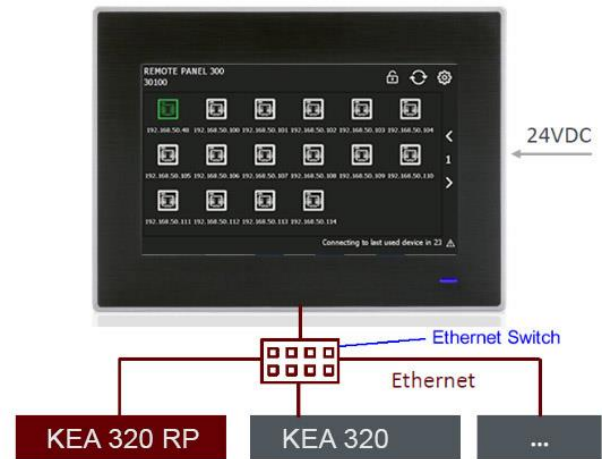 REMOTE PANEL 300
30100
192.168.50.48 192.168.50.100 192.168.50.101 192.168.50.102 192.168.50.103 192.168.50.104
1
192.168.50.105 192.168.50.106 192.168.50.107 192.168.50.108 192.168.50.109 192.168.50.110
192.168.50.111 192.168.50.112 192.168.50.113 192.168.50.114
Connecting to last used device in 23
24VDC
Ethernet Switch
Ethernet
KEA 320 RP
KEA 320
...